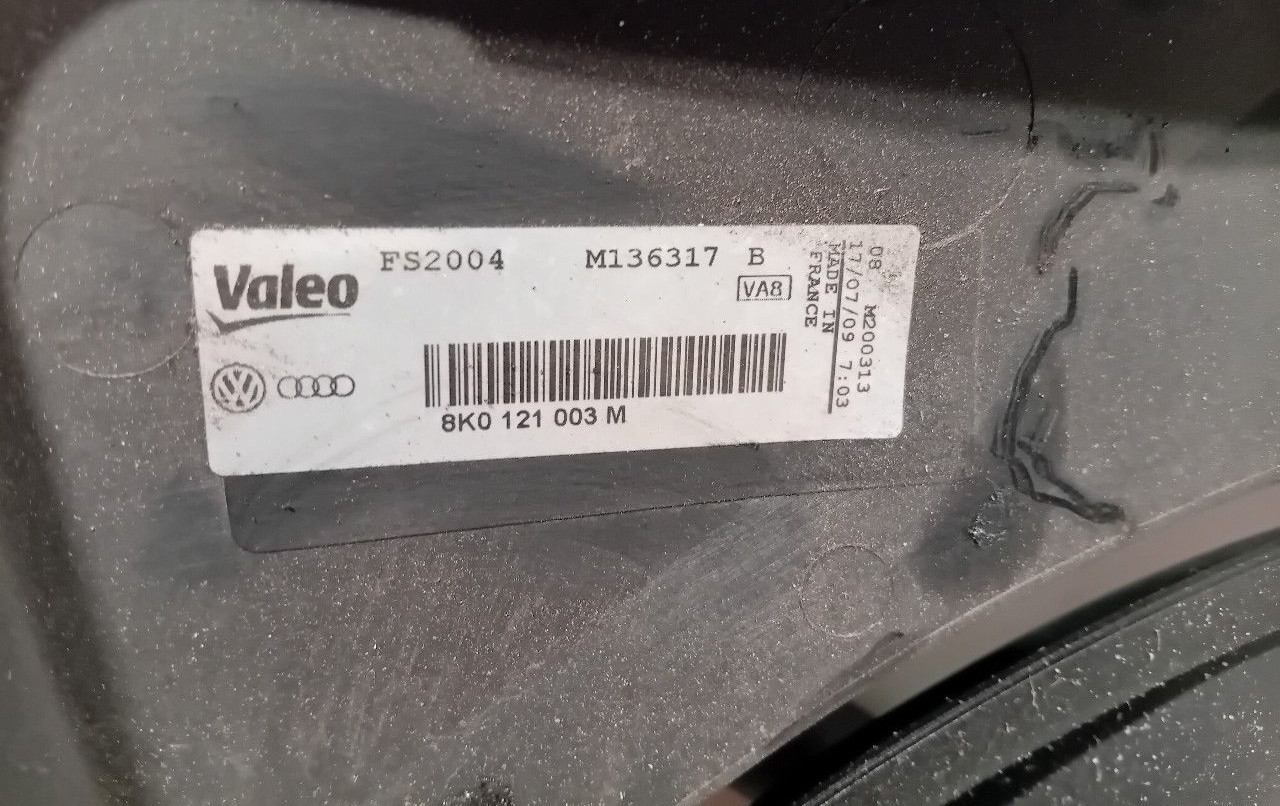 Valeo
FS2004 M136317 B
VA8
8K0 121 003 M
08 M200313
17/07/09 7:03
MADE IN
FRANCE